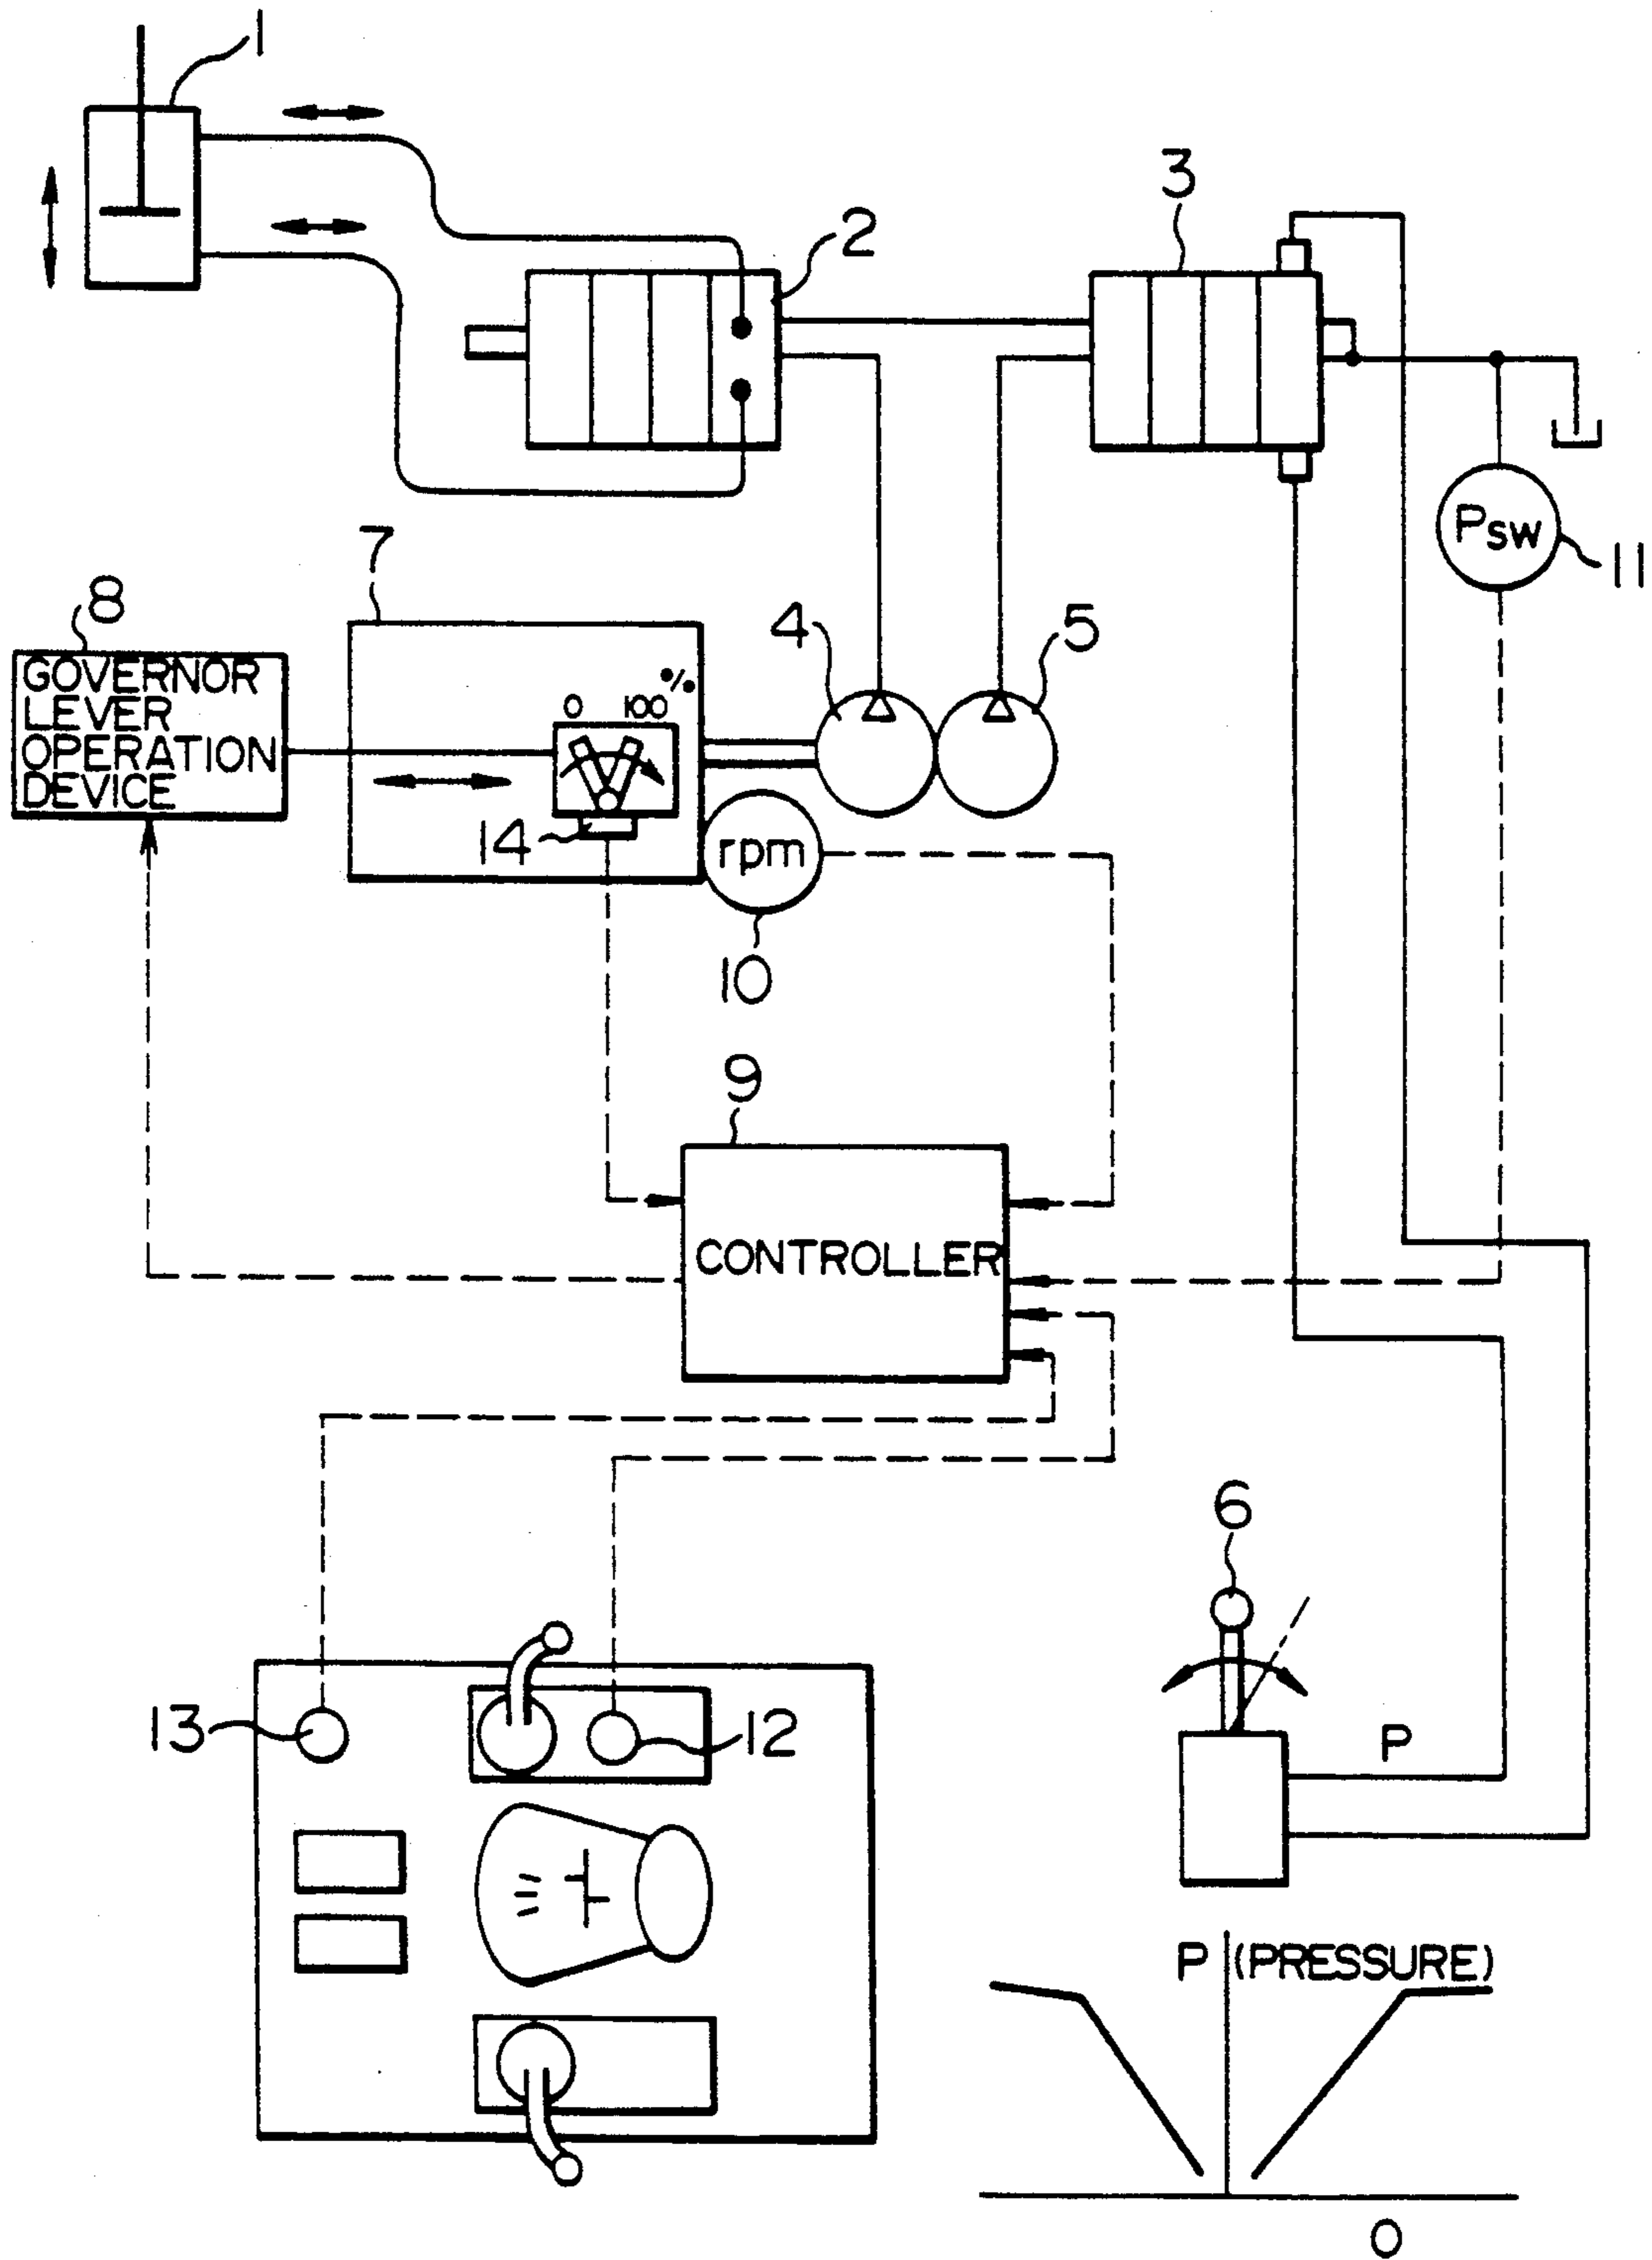 1
2
3
PSW
11
7
8
GOVERNOR
LEVER
OPERATION
DEVICE
0 100 %
4
5
14
rpm
10
9
CONTROLLER
6
13
12
P
P (PRESSURE)
O